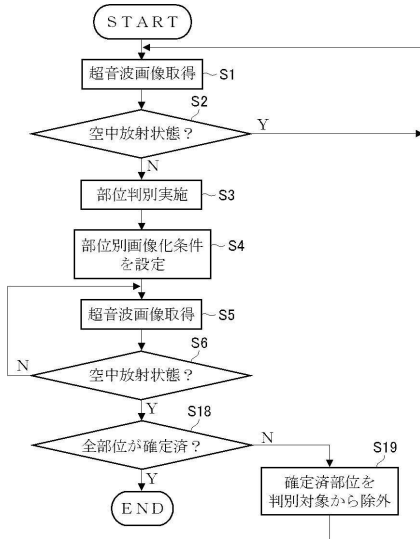 START
超音波画像取得
S1
S2
空中放射状態？
Y
N
部位判別実施
S3
部位別画像化条件
を設定
S4
超音波画像取得
S5
S6
空中放射状態？
N
Y
S18
全部位が確定済？
N
Y
S19
確定済部位を
判別対象から除外
END